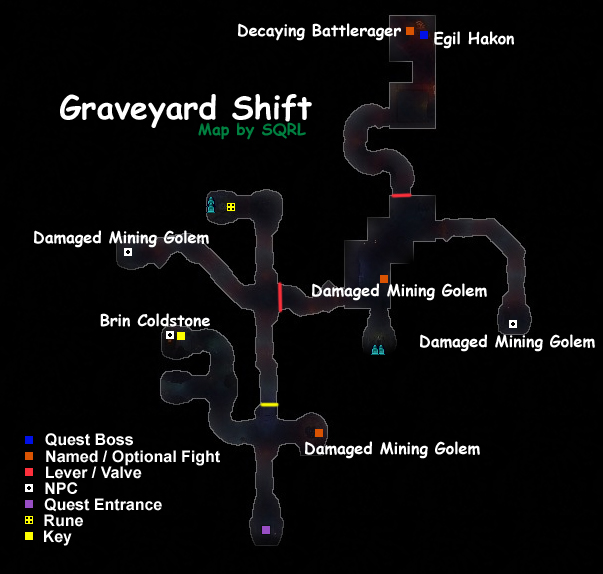 Decaying Battlerager
Egil Hakon
Graveyard Shift
Map by SQRL
Damaged Mining Golem
Damaged Mining Golem
Brin Coldstone
Damaged Mining Golem
Damaged Mining Golem
Quest Boss
Named / Optional Fight
Lever / Valve
NPC
Quest Entrance
Rune
Key